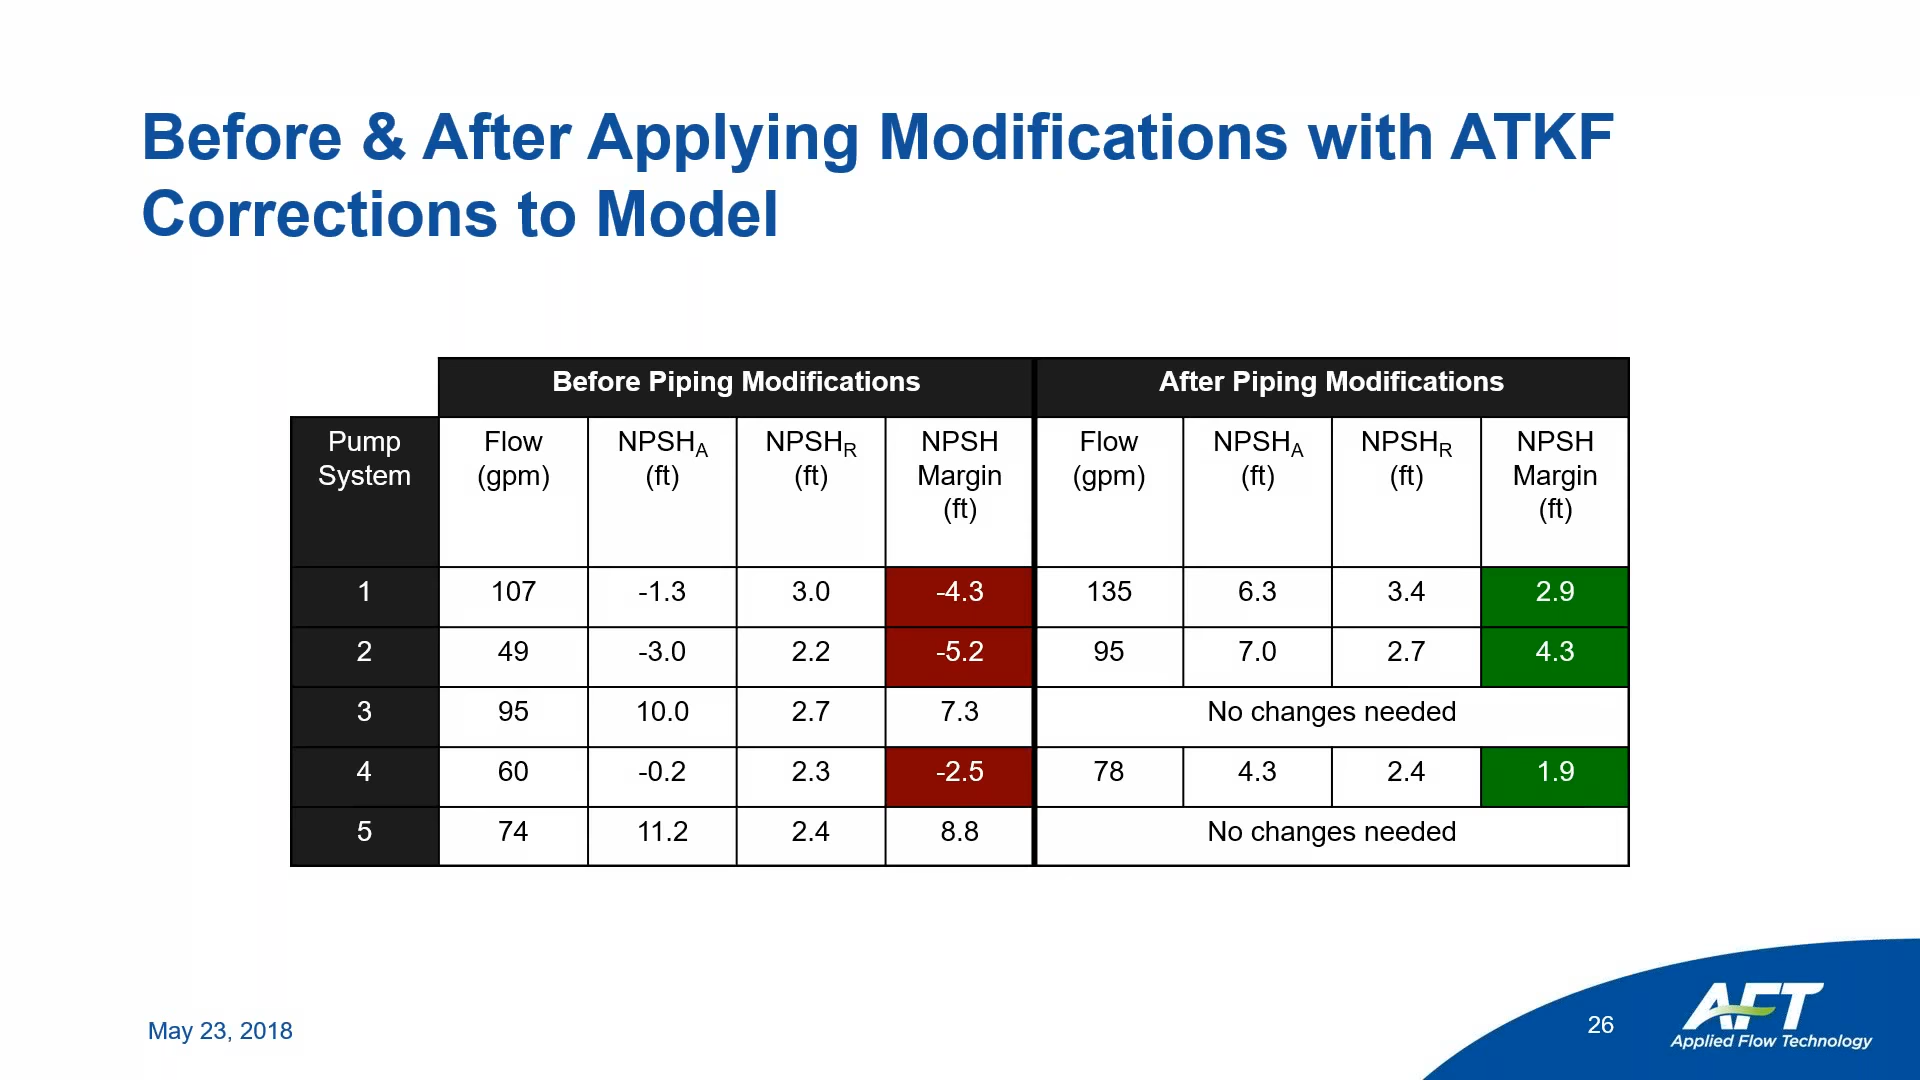 Before & After Applying Modifications with ATKF
Corrections to Model
Before Piping Modifications After Piping Modifications
Pump System Flow (gpm) NPSHA (ft) NPSHR (ft) NPSH Margin (ft) Flow (gpm) NPSHA (ft) NPSHR (ft) NPSH Margin (ft)
1 107 -1.3 3.0 -4.3 135 6.3 3.4 2.9
2 49 -3.0 2.2 -5.2 95 7.0 2.7 4.3
3 95 10.0 2.7 7.3 No changes needed
4 60 -0.2 2.3 -2.5 78 4.3 2.4 1.9
5 74 11.2 2.4 8.8 No changes needed
May 23, 2018
26
AFT
Applied Flow Technology